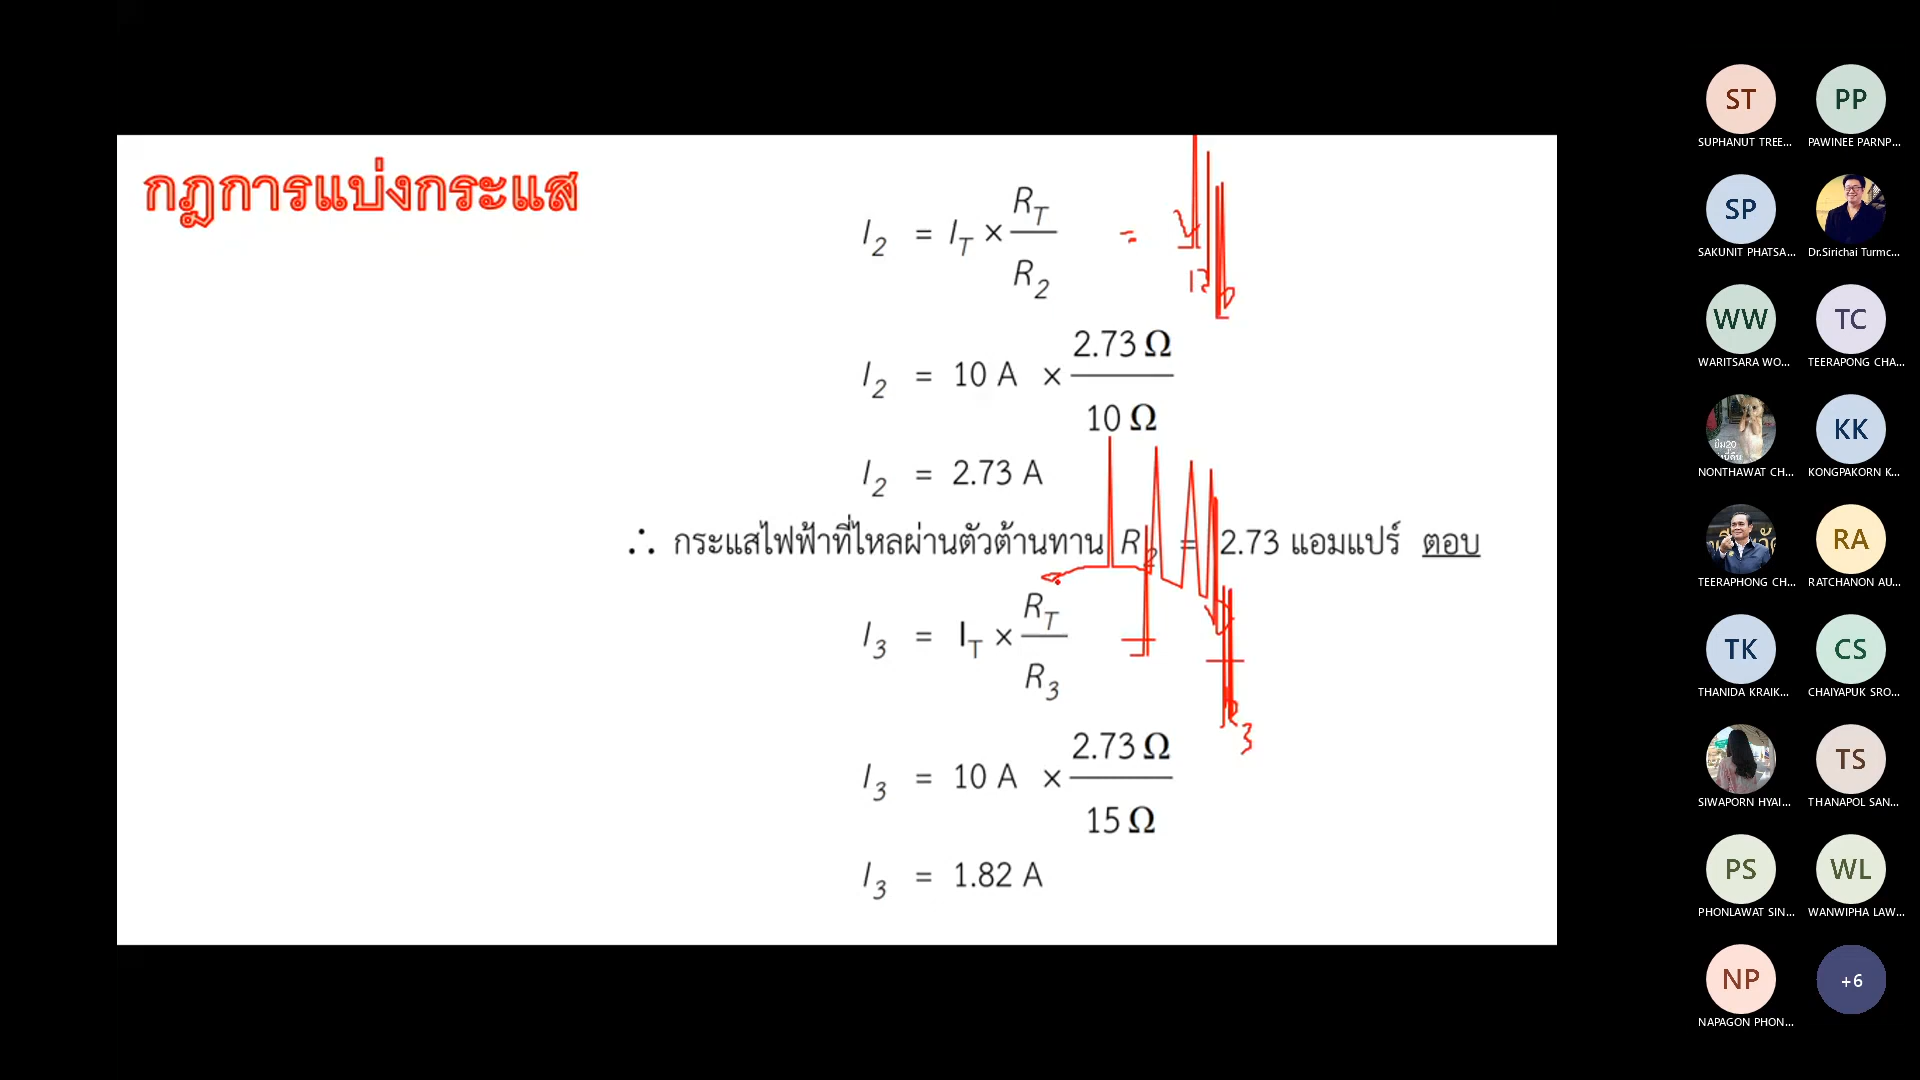 กฎการแบ่งกระแส
I2 = IT × RT/R2 =
I2 = 10 A × 2.73 Ω/10 Ω
I2 = 2.73 A
∴ กระแสไฟฟ้าที่ไหลผ่านตัวต้านทาน R2 = 2.73 แอมแปร์ ตอบ
I3 = IT × RT/R3
I3 = 10 A × 2.73 Ω/15 Ω
I3 = 1.82 A
ST PP
SUPHANUT TREE... PAWINEE PARNP...
SP
SAKUNIT PHATSA... Dr.Sirichai Turmc...
WW TC
WARITSARA WO... TEERAPONG CHA...
KK
NONTHAWAT CH... KONGPAKORN K...
RA
TEERAPHONG CH... RATCHANON AU...
TK CS
THANIDA KRAIK... CHAIYAPUK SRO...
TS
SIWAPORN HYAI... THANAPOL SAN...
PS WL
PHONLAWAT SIN... WANWIPHA LAW...
NP +6
NAPAGON PHON...